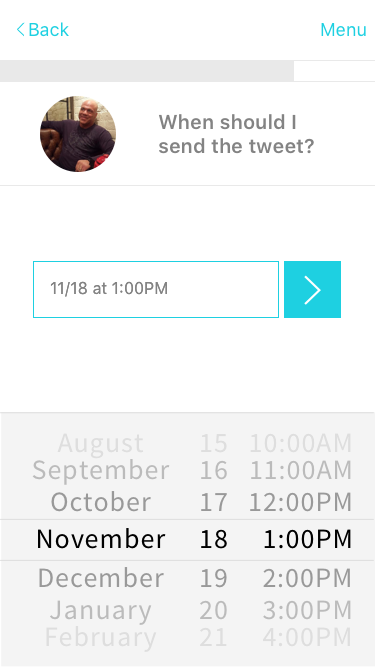 Back
Menu
When should I
send the tweet?
11/18 at 1:00PM
August 15 10:00AM
September 16 11:00AM
October 17 12:00PM
November 18 1:00PM
December 19 2:00PM
January 20 3:00PM
February 21 4:00PM